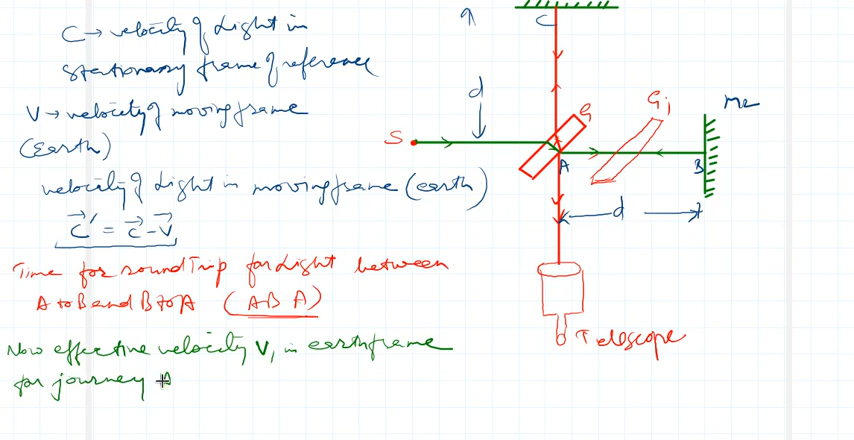 C → velocity of Light in
stationary frame of reference
V → velocity of moving frame
(Earth)
velocity of Light in moving frame (earth)
C⃗' = C⃗ - V⃗
Time for round Trip for Light between
A to B and B to A (AB A)
Now effective velocity V₁ in earth frame
for journey A
C
d
S
G
G₁
M₂
A
B
d
Telescope